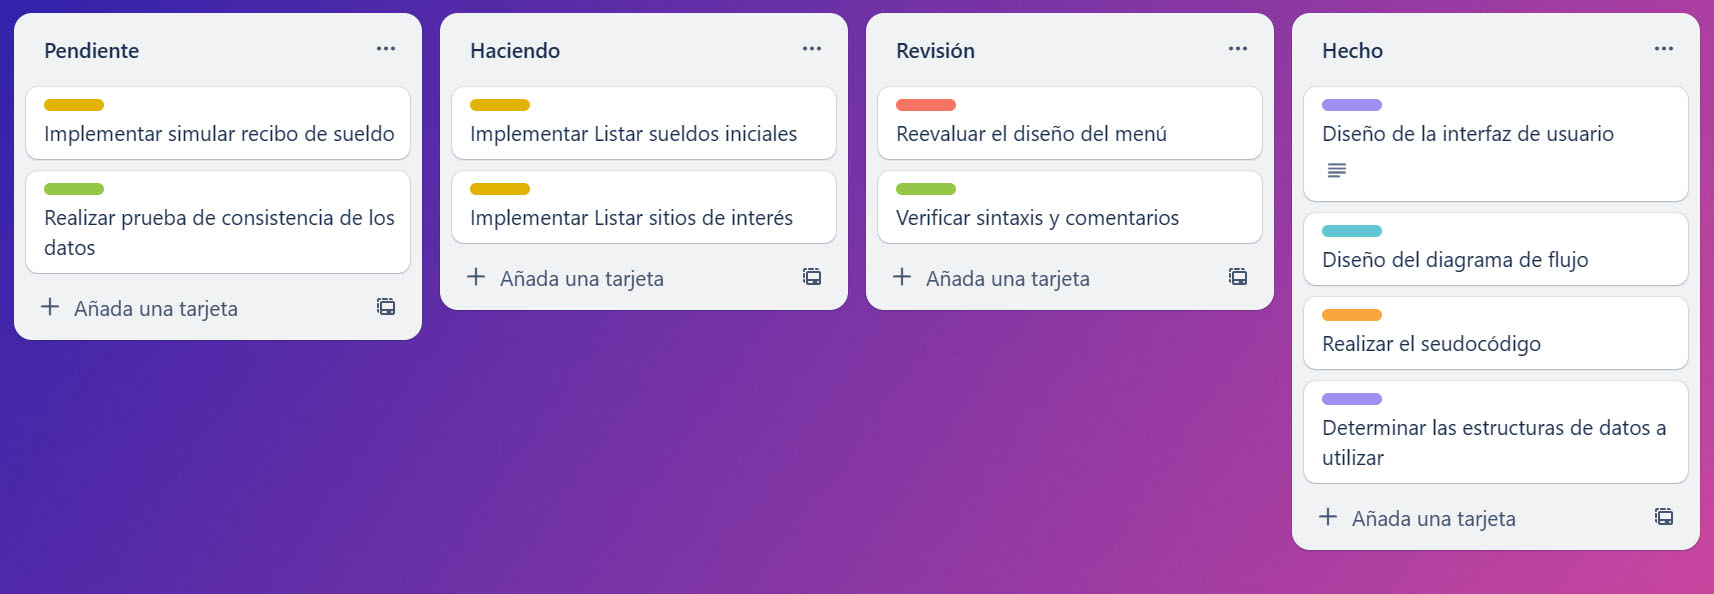 Pendiente
Implementar simular recibo de sueldo
Realizar prueba de consistencia de los
datos
Añada una tarjeta
Haciendo
Implementar Listar sueldos iniciales
Implementar Listar sitios de interés
Añada una tarjeta
Revisión
Reevaluar el diseño del menú
Verificar sintaxis y comentarios
Añada una tarjeta
Hecho
Diseño de la interfaz de usuario
Diseño del diagrama de flujo
Realizar el seudocódigo
Determinar las estructuras de datos a
utilizar
Añada una tarjeta